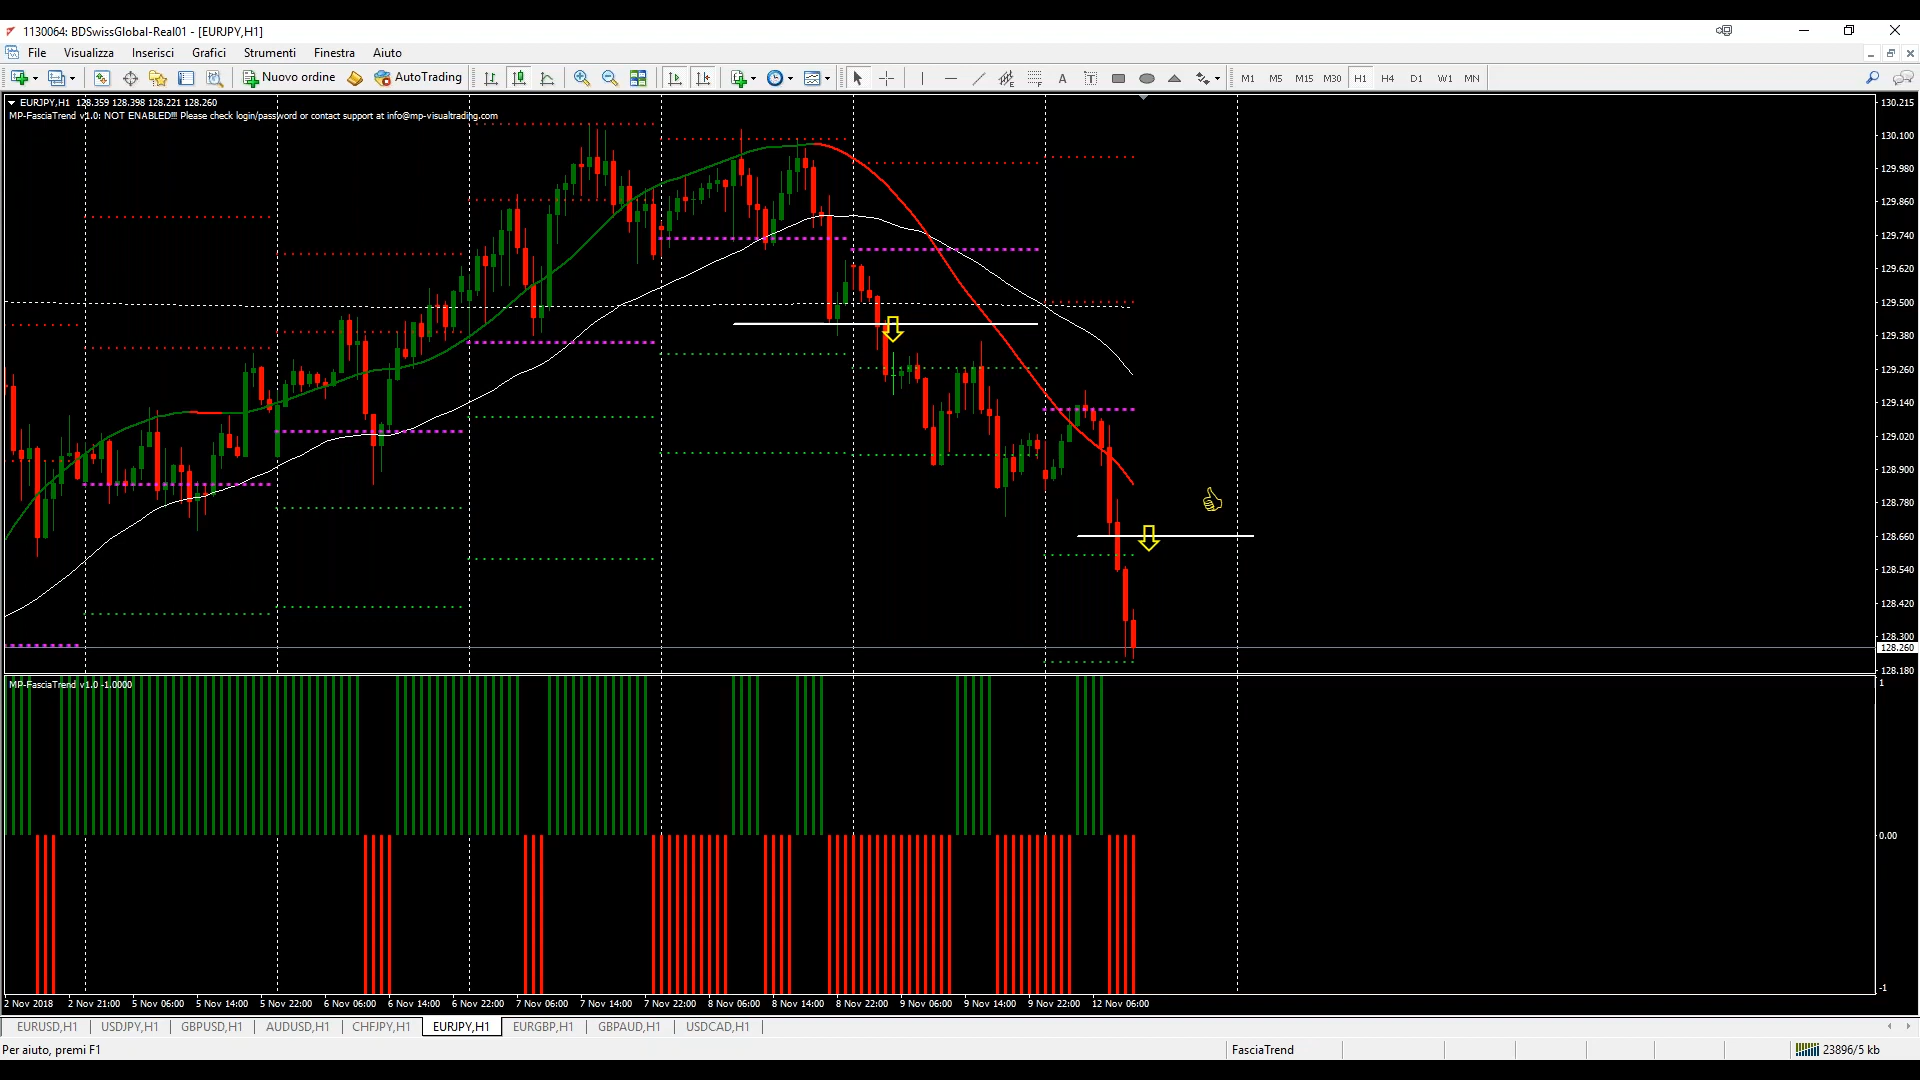 1130064: BDSwissGlobal-Real01 - [EURJPY,H1]
File Visualizza Inserisci Grafici Strumenti Finestra Aiuto
Nuovo ordine AutoTrading A T M1 M5 M15 M30 H1 H4 D1 W1 MN
EURJPY,H1 128.359 128.398 128.221 128.260
MP-FasciaTrend v1.0: NOT ENABLED!!! Please check login/password or contact support at info@mp-visualtrading.com
130.215
130.100
129.980
129.860
129.740
129.620
129.500
129.380
129.260
129.140
129.020
128.900
128.780
128.660
128.540
128.420
128.300
128.260
128.180
MP-FasciaTrend v1.0 -1.0000
1
0.00
-1
2 Nov 2018 2 Nov 21:00 5 Nov 06:00 5 Nov 14:00 5 Nov 22:00 6 Nov 06:00 6 Nov 14:00 6 Nov 22:00 7 Nov 06:00 7 Nov 14:00 7 Nov 22:00 8 Nov 06:00 8 Nov 14:00 8 Nov 22:00 9 Nov 06:00 9 Nov 14:00 9 Nov 22:00 12 Nov 06:00
EURUSD,H1 USDJPY,H1 GBPUSD,H1 AUDUSD,H1 CHFJPY,H1 EURJPY,H1 EURGBP,H1 GBPAUD,H1 USDCAD,H1
Per aiuto, premi F1 FasciaTrend 23896/5 kb